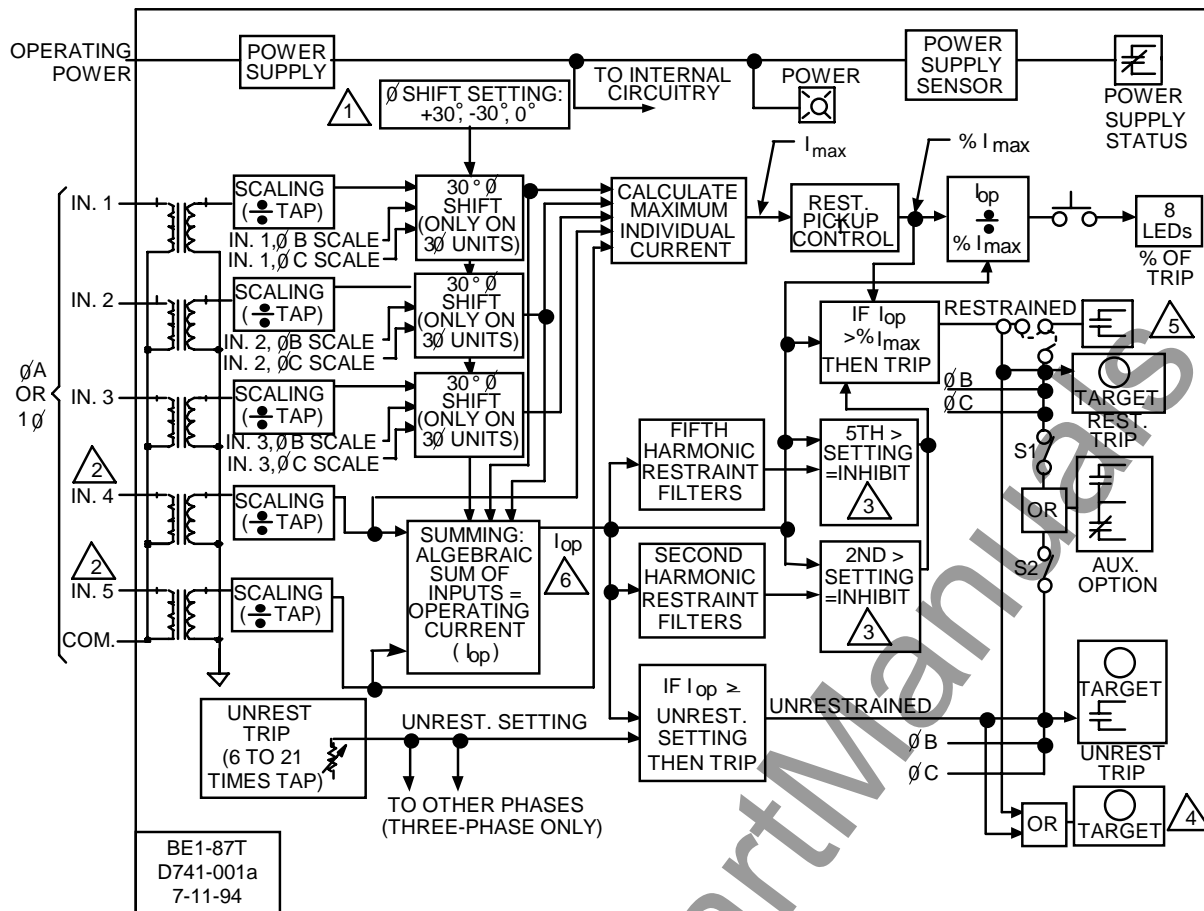 OPERATING
POWER
POWER
SUPPLY
TO INTERNAL
CIRCUITRY
POWER
POWER
SUPPLY
SENSOR
POWER
SUPPLY
STATUS
1
Ø SHIFT SETTING:
+30°, -30°, 0°
Imax
% Imax
ØA
OR
1Ø
IN. 1
SCALING
(÷ TAP)
IN. 1, Ø B SCALE
IN. 1, Ø C SCALE
30° Ø
SHIFT
(ONLY ON
3Ø UNITS)
CALCULATE
MAXIMUM
INDIVIDUAL
CURRENT
REST.
PICKUP
CONTROL
Iop
÷
% Imax
8
LEDs
% OF
TRIP
IN. 2
SCALING
(÷ TAP)
IN. 2, ØB SCALE
IN. 2, ØC SCALE
30° Ø
SHIFT
(ONLY ON
3Ø UNITS)
IF Iop
>% Imax
THEN TRIP
RESTRAINED
5
ØB
ØC
TARGET
REST.
TRIP
IN. 3
SCALING
(÷ TAP)
IN. 3, Ø B SCALE
IN. 3, Ø C SCALE
30° Ø
SHIFT
(ONLY ON
3Ø UNITS)
FIFTH
HARMONIC
RESTRAINT
FILTERS
5TH >
SETTING
=INHIBIT
3
S1
OR
S2
AUX.
OPTION
2
IN. 4
SCALING
(÷ TAP)
SUMMING:
ALGEBRAIC
SUM OF
INPUTS =
OPERATING
CURRENT
( Iop)
Iop
6
SECOND
HARMONIC
RESTRAINT
FILTERS
2ND >
SETTING
=INHIBIT
3
2
IN. 5
SCALING
(÷ TAP)
COM.
UNREST
TRIP
(6 TO 21
TIMES TAP)
UNREST. SETTING
TO OTHER PHASES
(THREE-PHASE ONLY)
IF Iop ≥
UNREST.
SETTING
THEN TRIP
UNRESTRAINED
Ø B
Ø C
TARGET
UNREST
TRIP
OR
TARGET
4
BE1-87T
D741-001a
7-11-94